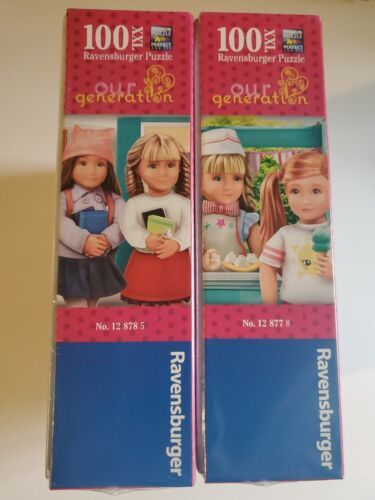 100 XXL
Ravensburger Puzzle
our
generation
No. 12 878 5
Ravensburger
100 XXL
Ravensburger Puzzle
our
generation
No. 12 877 8
Ravensburger